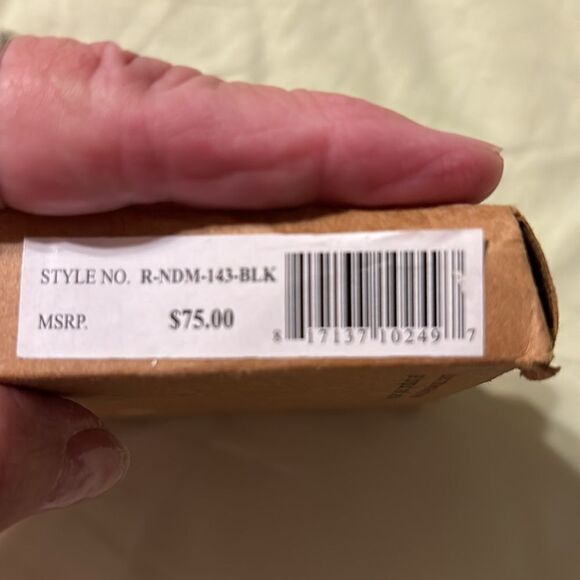 STYLE NO. R-NDM-143-BLK
MSRP. $75.00
8 17137 10249 7